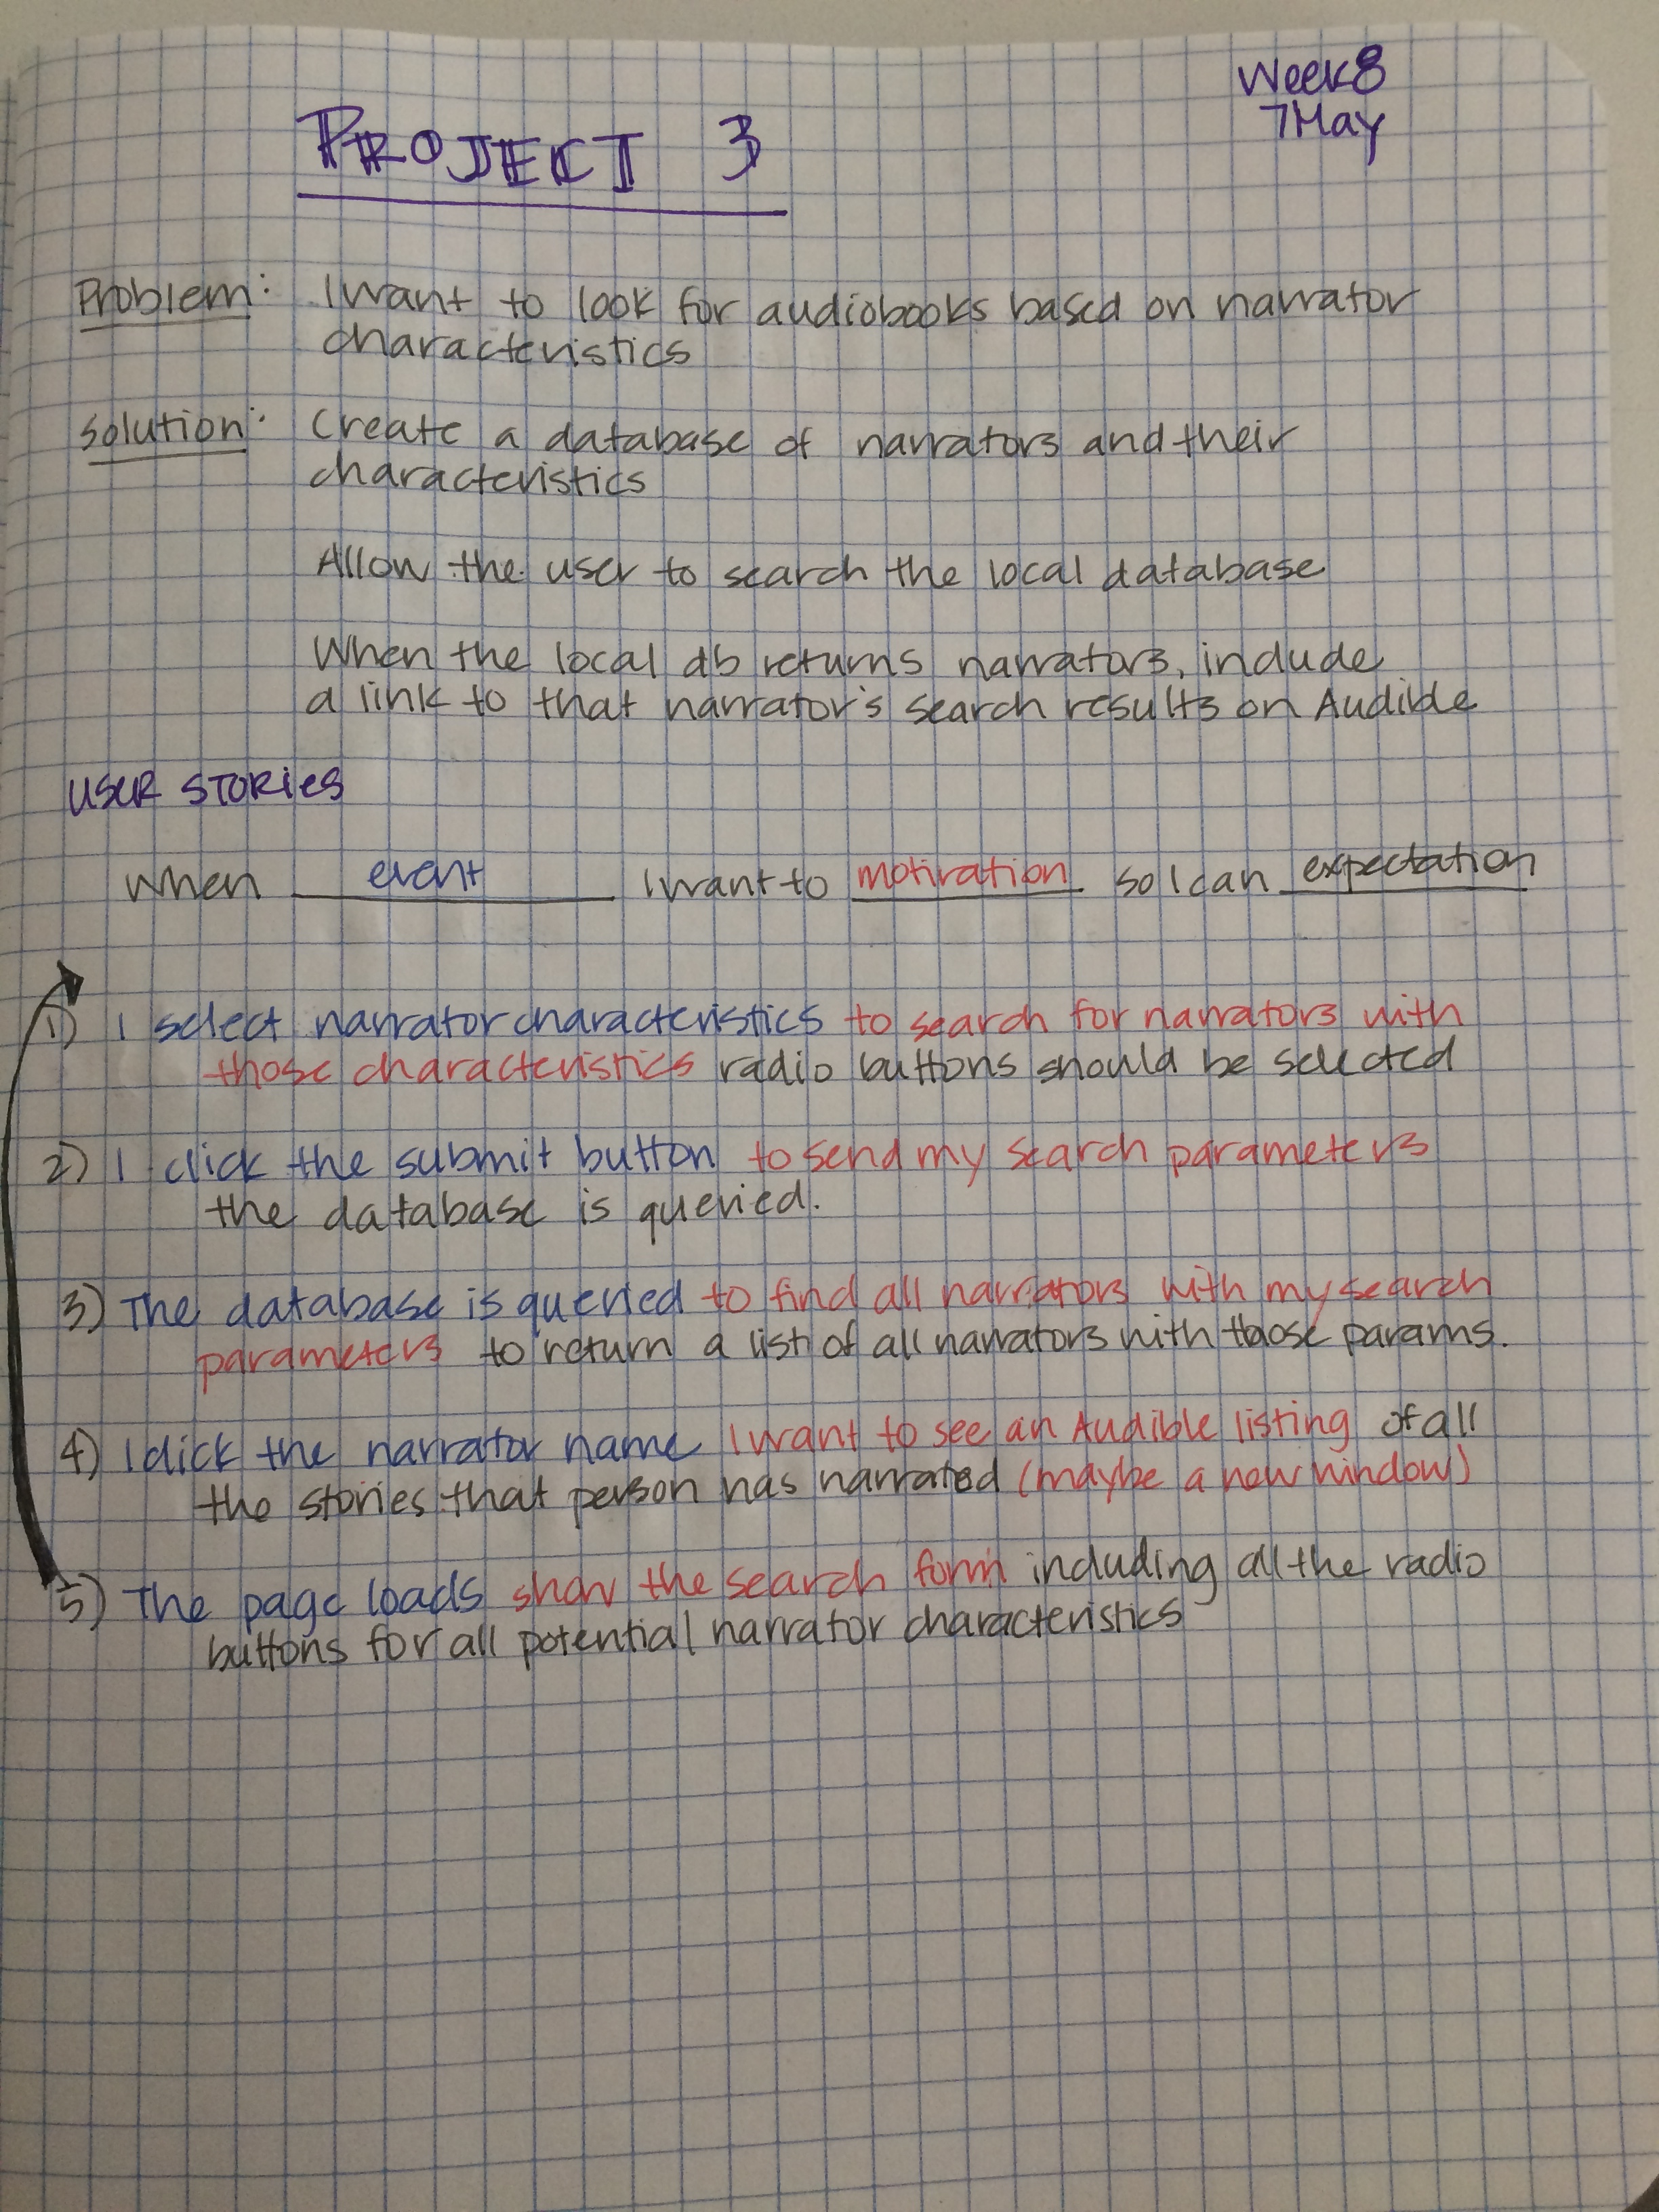 Week 8
7 May
PROJECT 3
Problem: I want to look for audiobooks based on narrator
characteristics
Solution: Create a database of narrators and their
characteristics
Allow the user to search the local database
When the local db returns narrators, include
a link to that narrator's search results on Audible
USER STORIES
When event I want to motivation so I can expectation
1) I select narrator characteristics to search for narrators with
those characteristics radio buttons should be selected
2) I click the submit button to send my search parameters
the database is queried.
3) The database is queried to find all narrators with my search
parameters to return a list of all narrators with those params.
4) I click the narrator name I want to see an Audible listing of all
the stories that person has narrated (maybe a new window)
5) The page loads show the search form including all the radio
buttons for all potential narrator characteristics